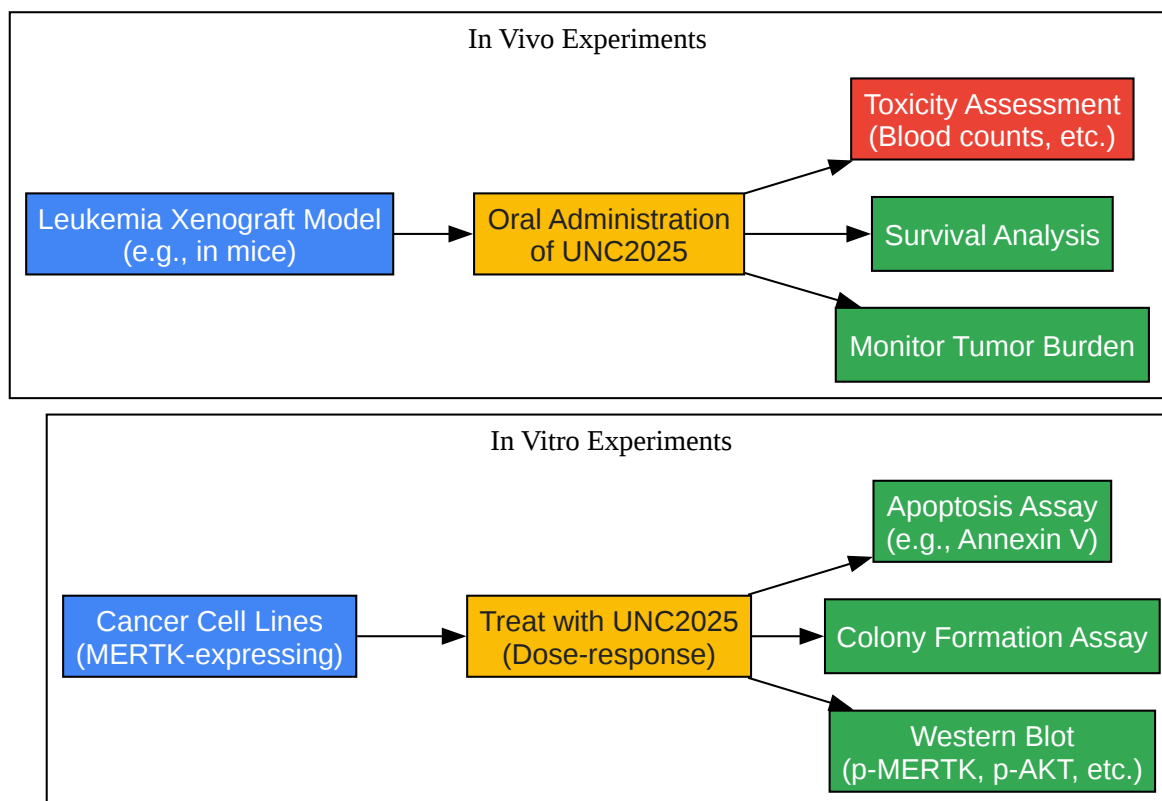 In Vivo Experiments
Toxicity Assessment
(Blood counts, etc.)
Leukemia Xenograft Model
(e.g., in mice)
Oral Administration
of UNC2025
Survival Analysis
Monitor Tumor Burden
In Vitro Experiments
Apoptosis Assay
(e.g., Annexin V)
Cancer Cell Lines
(MERTK-expressing)
Treat with UNC2025
(Dose-response)
Colony Formation Assay
Western Blot
(p-MERTK, p-AKT, etc.)